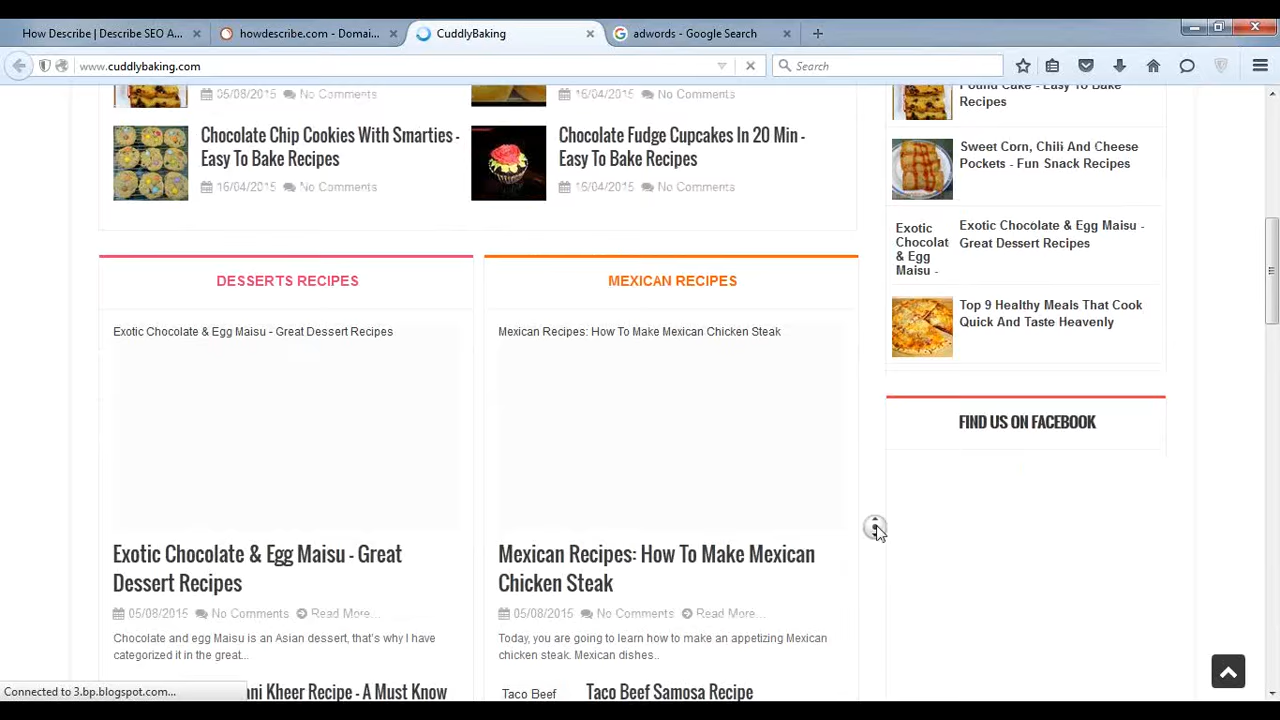 How Describe | Describe SEO A...
howdescribe.com - Domai...
CuddlyBaking
adwords - Google Search
www.cuddlybaking.com
Search
05/08/2015 No Comments
16/04/2015 No Comments
Chocolate Chip Cookies With Smarties -
Easy To Bake Recipes
16/04/2015 No Comments
Chocolate Fudge Cupcakes In 20 Min -
Easy To Bake Recipes
16/04/2015 No Comments
Pound Cake - Easy To Bake
Recipes
Sweet Corn, Chili And Cheese
Pockets - Fun Snack Recipes
Exotic
Chocolat
& Egg
Maisu -
Exotic Chocolate & Egg Maisu -
Great Dessert Recipes
Top 9 Healthy Meals That Cook
Quick And Taste Heavenly
FIND US ON FACEBOOK
DESSERTS RECIPES
Exotic Chocolate & Egg Maisu - Great Dessert Recipes
Exotic Chocolate & Egg Maisu - Great
Dessert Recipes
05/08/2015 No Comments Read More...
Chocolate and egg Maisu is an Asian dessert, that's why I have
categorized it in the great...
ani Kheer Recipe - A Must Know
MEXICAN RECIPES
Mexican Recipes: How To Make Mexican Chicken Steak
Mexican Recipes: How To Make Mexican
Chicken Steak
05/08/2015 No Comments Read More...
Today, you are going to learn how to make an appetizing Mexican
chicken steak. Mexican dishes..
Taco Beef
Taco Beef Samosa Recipe
Connected to 3.bp.blogspot.com...